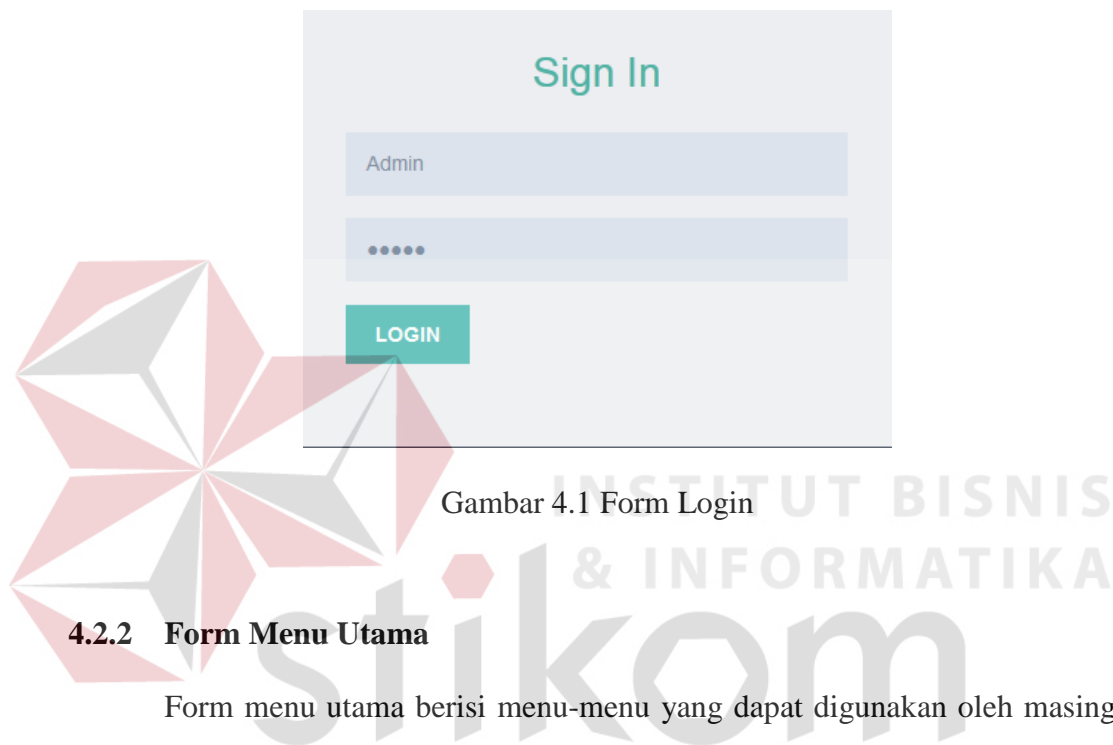 Sign In
Admin
•••••
LOGIN
Gambar 4.1 Form Login
INSTITUT BISNIS
& INFORMATIKA
stikom
4.2.2 Form Menu Utama
Form menu utama berisi menu-menu yang dapat digunakan oleh masing